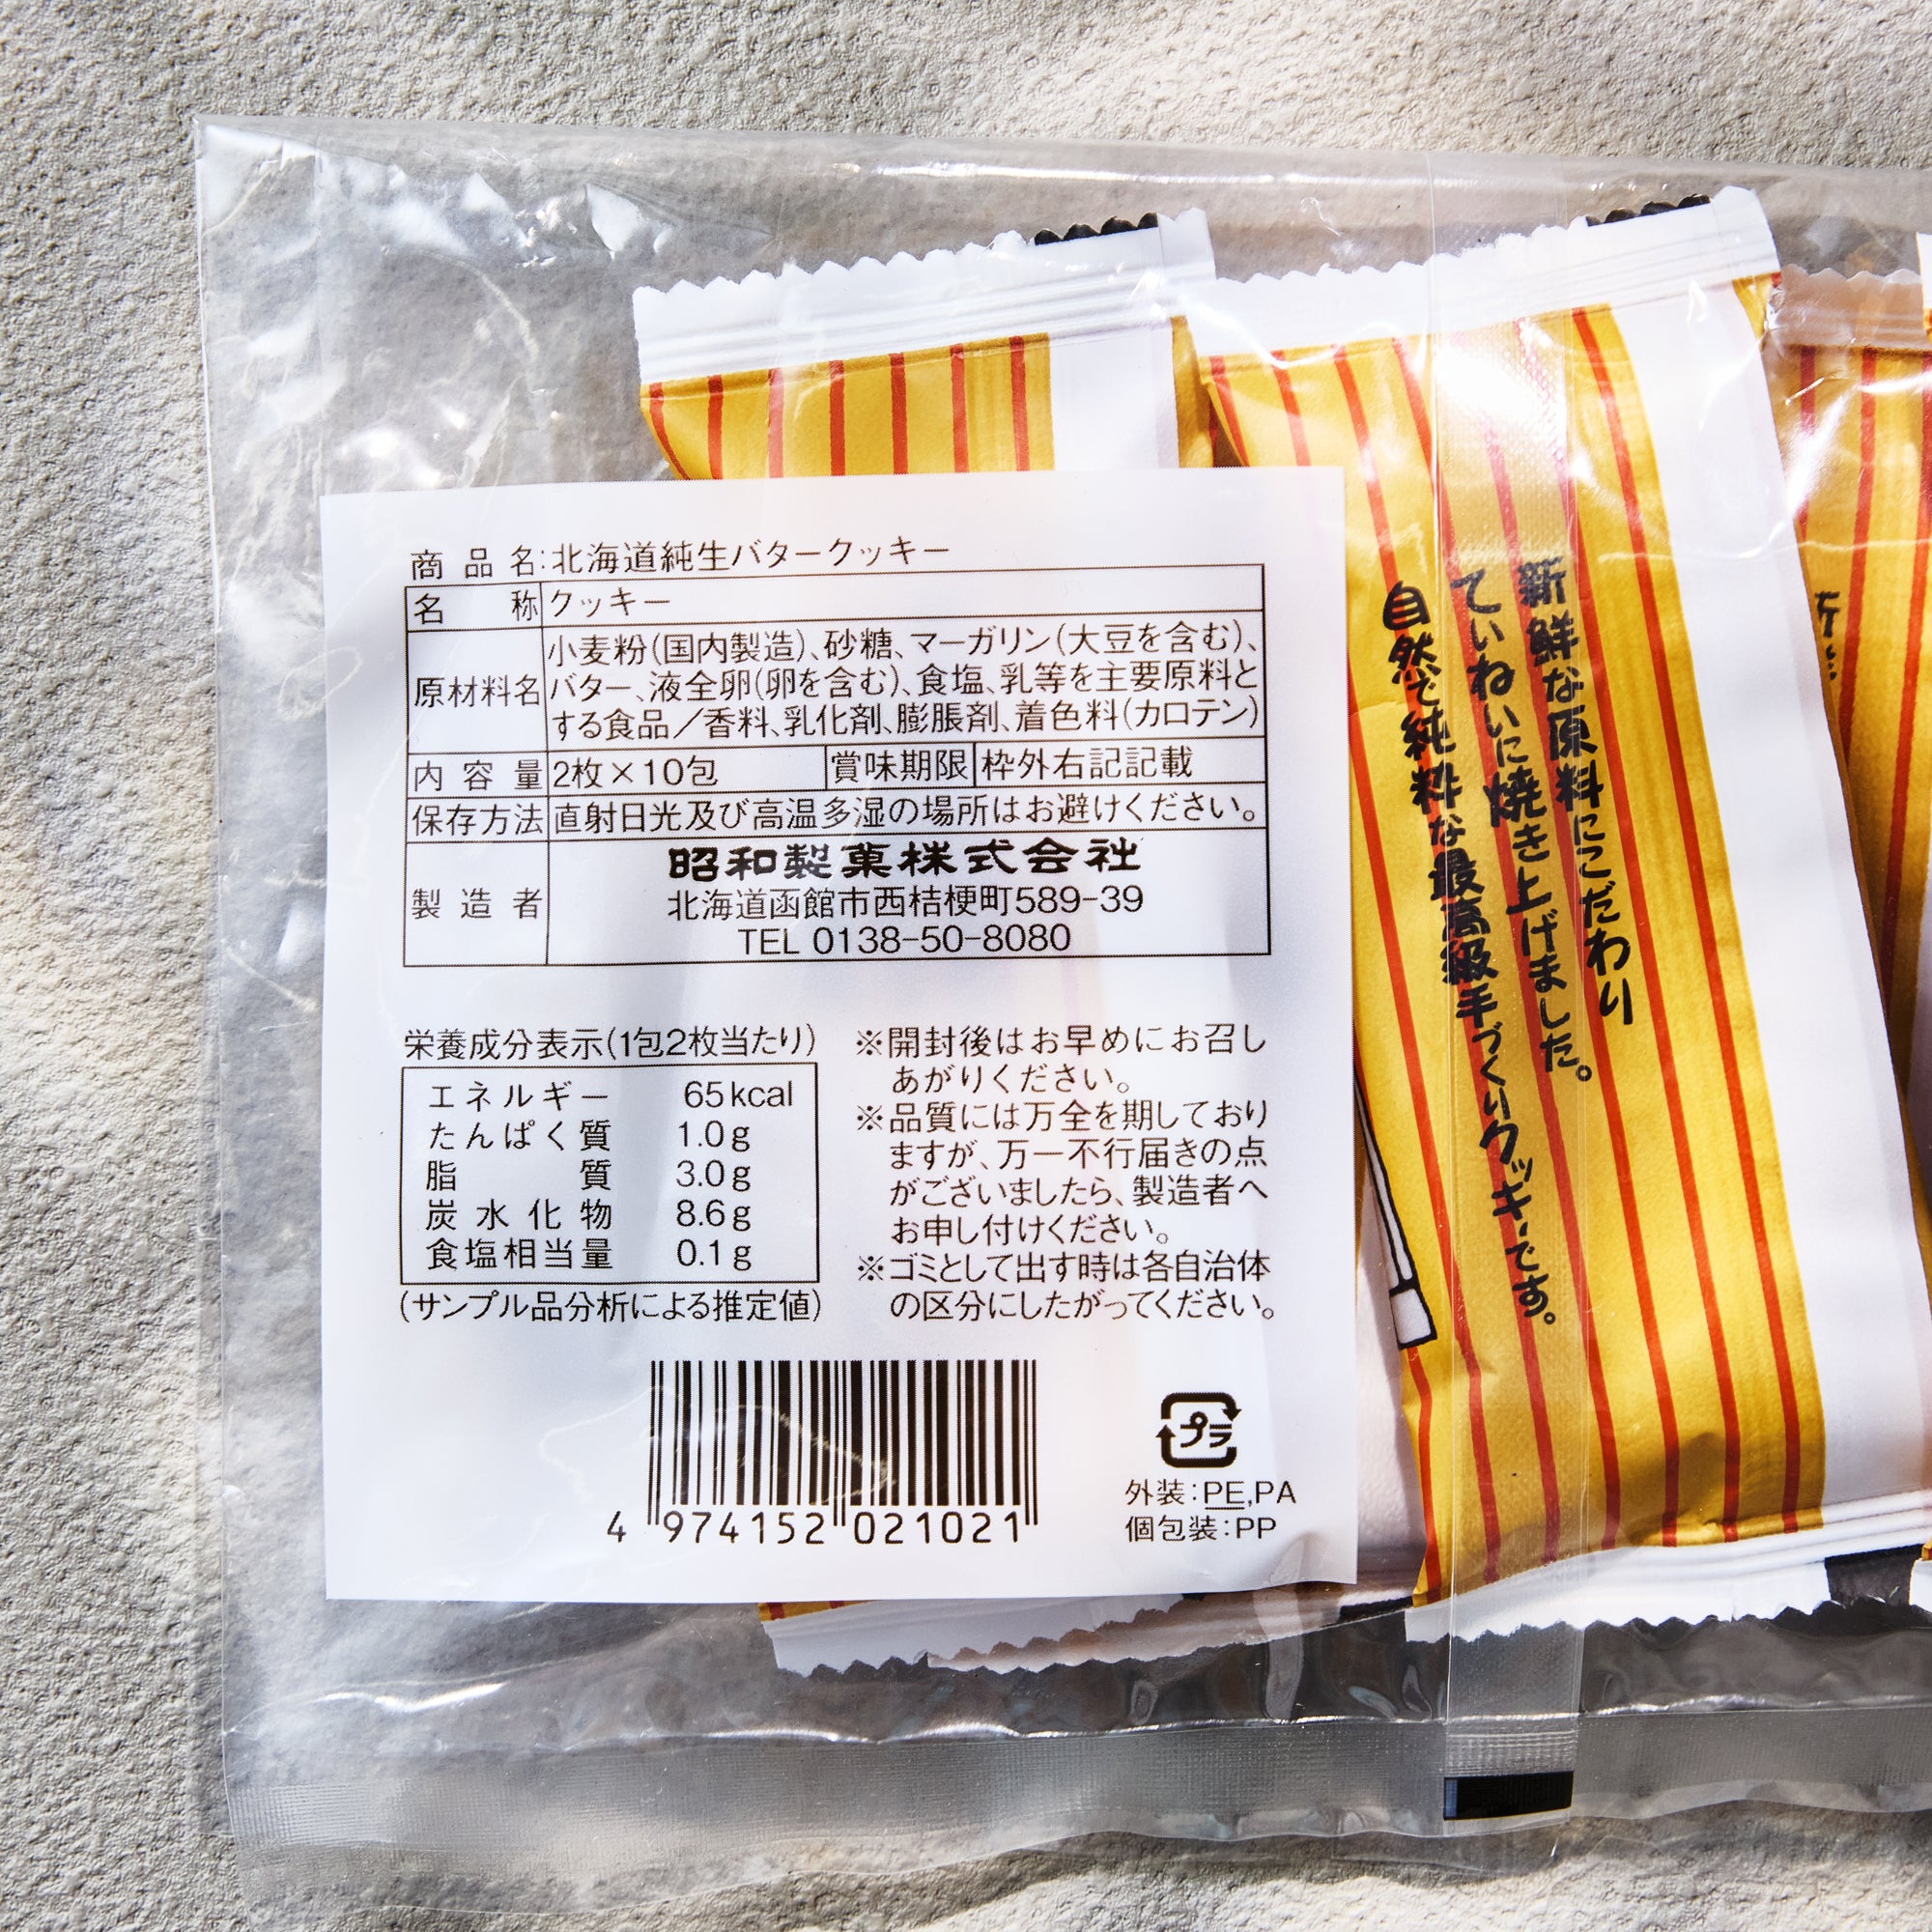 商品名:北海道純生バタークッキー
名称 クッキー
原材料名 小麦粉(国内製造)、砂糖、マーガリン(大豆を含む)、
バター、液全卵(卵を含む)、食塩、乳等を主要原料と
する食品/香料、乳化剤、膨脹剤、着色料(カロテン)
内容量 2枚×10包 賞味期限 枠外右記記載
保存方法 直射日光及び高温多湿の場所はお避けください。
製造者 昭和製菓株式会社
北海道函館市西桔梗町589-39
TEL 0138-50-8080
栄養成分表示(1包2枚当たり)
エネルギー 65kcal
たんぱく質 1.0g
脂質 3.0g
炭水化物 8.6g
食塩相当量 0.1g
(サンプル品分析による推定値)
※開封後はお早めにお召し
あがりください。
※品質には万全を期しており
ますが、万一不行届きの点
がございましたら、製造者へ
お申し付けください。
※ゴミとして出す時は各自治体
の区分にしたがってください。
4 974152 021021
プラ
外装:PE,PA
個包装:PP
新鮮な原料にこだわり
ていねいに焼き上げました。
自然で純粋な最高級手づくりクッキーです。